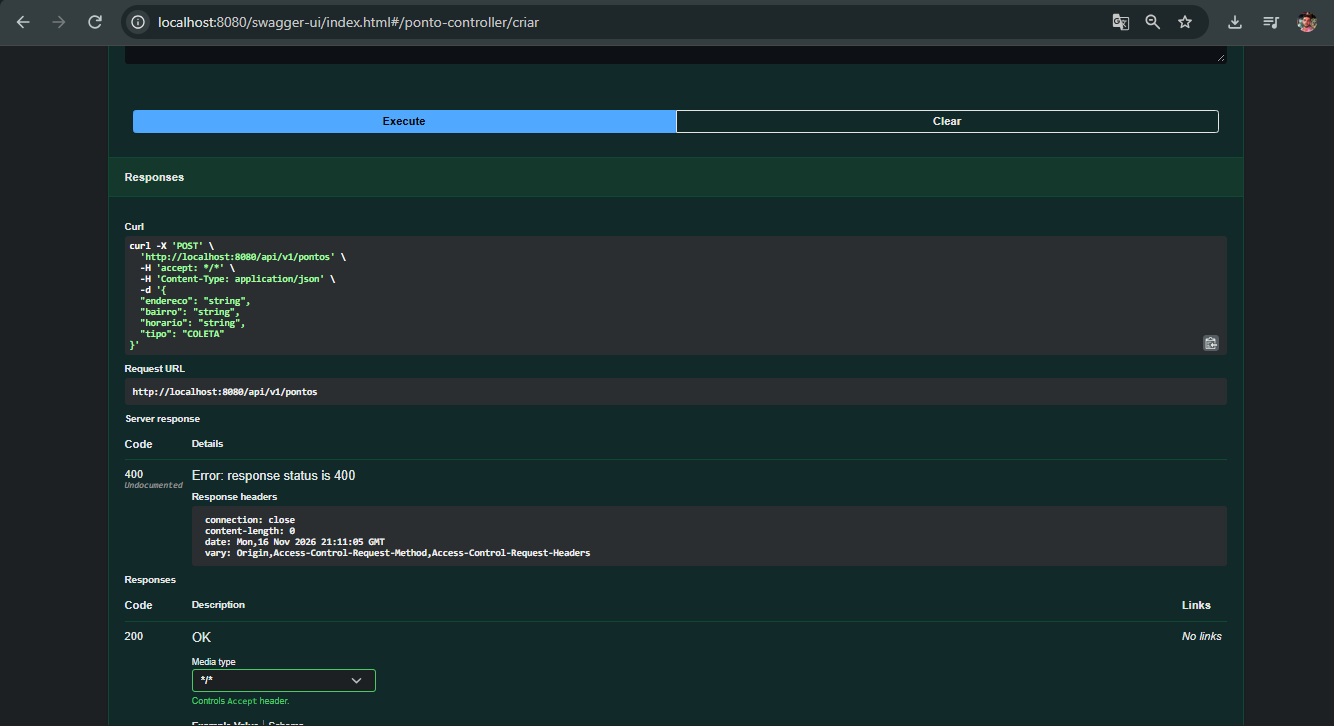 localhost:8080/swagger-ui/index.html#/ponto-controller/criar
Execute
Clear
Responses
Curl
curl -X 'POST' \
'http://localhost:8080/api/v1/pontos' \
-H 'accept: */*' \
-H 'Content-Type: application/json' \
-d '{
"endereco": "string",
"bairro": "string",
"horario": "string",
"tipo": "COLETA"
}'
Request URL
http://localhost:8080/api/v1/pontos
Server response
Code Details
400 Error: response status is 400
Undocumented
Response headers
connection: close
content-length: 0
date: Mon,16 Nov 2026 21:11:05 GMT
vary: Origin,Access-Control-Request-Method,Access-Control-Request-Headers
Responses
Code Description Links
200 OK No links
Media type
*/*
Controls Accept header.
Example Value | Schema